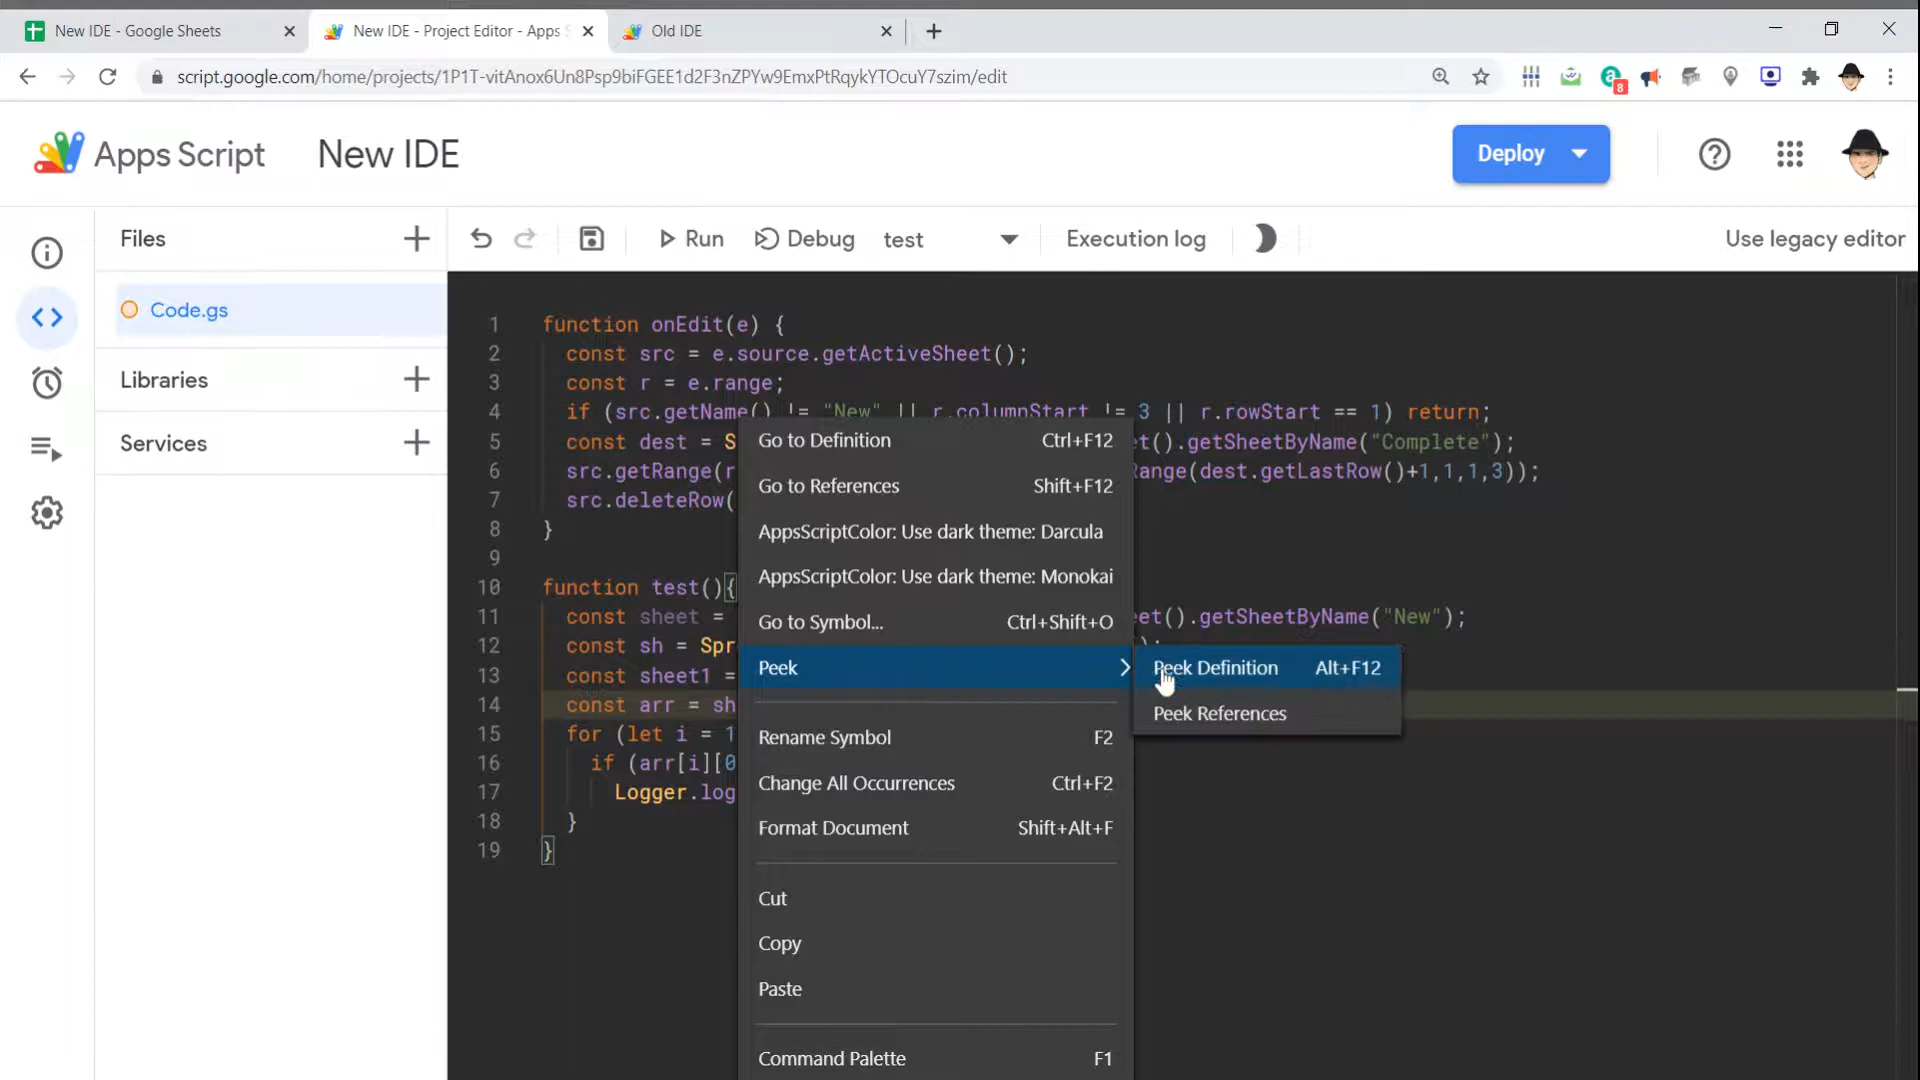 New IDE - Google Sheets
New IDE - Project Editor - Apps S
Old IDE
script.google.com/home/projects/1P1T-vitAnox6Un8Psp9biFGEE1d2F3nZPYw9EmxPtRqykYTOcuY7szim/edit
8
Apps Script
New IDE
Deploy
Files
Run
Debug
test
Execution log
Use legacy editor
Code.gs
Libraries
Services
1 function onEdit(e) {
2 const src = e.source.getActiveSheet();
3 const r = e.range;
4 if (src.getName() != "New" || r.columnStart != 3 || r.rowStart == 1) return;
5 const dest = S et().getSheetByName("Complete");
6 src.getRange(r Range(dest.getLastRow()+1,1,1,3));
7 src.deleteRow(
8 }
9
10 function test(){
11 const sheet = eet().getSheetByName("New");
12 const sh = Spr );
13 const sheet1 =
14 const arr = sh
15 for (let i = 1
16 if (arr[i][0
17 Logger.log
18 }
19 }
Go to Definition Ctrl+F12
Go to References Shift+F12
AppsScriptColor: Use dark theme: Darcula
AppsScriptColor: Use dark theme: Monokai
Go to Symbol... Ctrl+Shift+O
Peek
Peek Definition Alt+F12
Peek References
Rename Symbol F2
Change All Occurrences Ctrl+F2
Format Document Shift+Alt+F
Cut
Copy
Paste
Command Palette F1